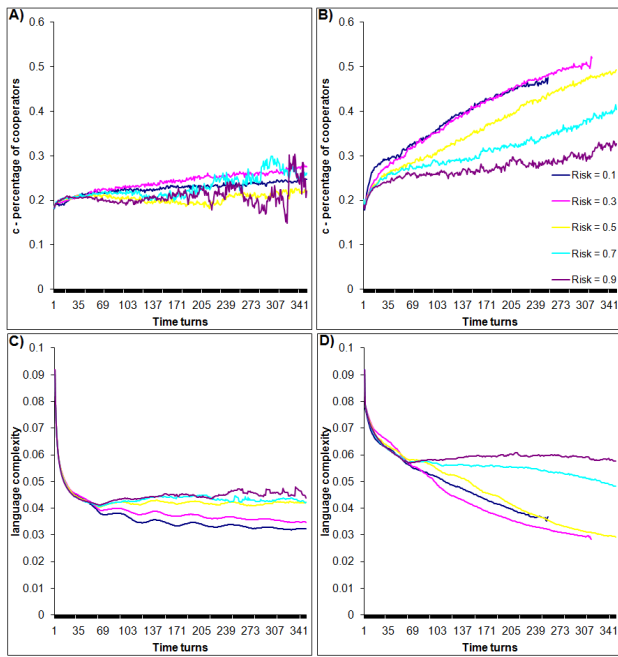 A)
c - percentage of cooperators
0.6
0.5
0.4
0.3
0.2
0.1
0
1 35 69 103 137 171 205 239 273 307 341
Time turns
B)
c - percentage of cooperators
0.6
0.5
0.4
0.3
0.2
0.1
0
Risk = 0.1
Risk = 0.3
Risk = 0.5
Risk = 0.7
Risk = 0.9
1 35 69 103 137 171 205 239 273 307 341
Time turns
C)
language complexity
0.1
0.09
0.08
0.07
0.06
0.05
0.04
0.03
0.02
0.01
0
1 35 69 103 137 171 205 239 273 307 341
Time turns
D)
language complexity
0.1
0.09
0.08
0.07
0.06
0.05
0.04
0.03
0.02
0.01
0
1 35 69 103 137 171 205 239 273 307 341
Time turns